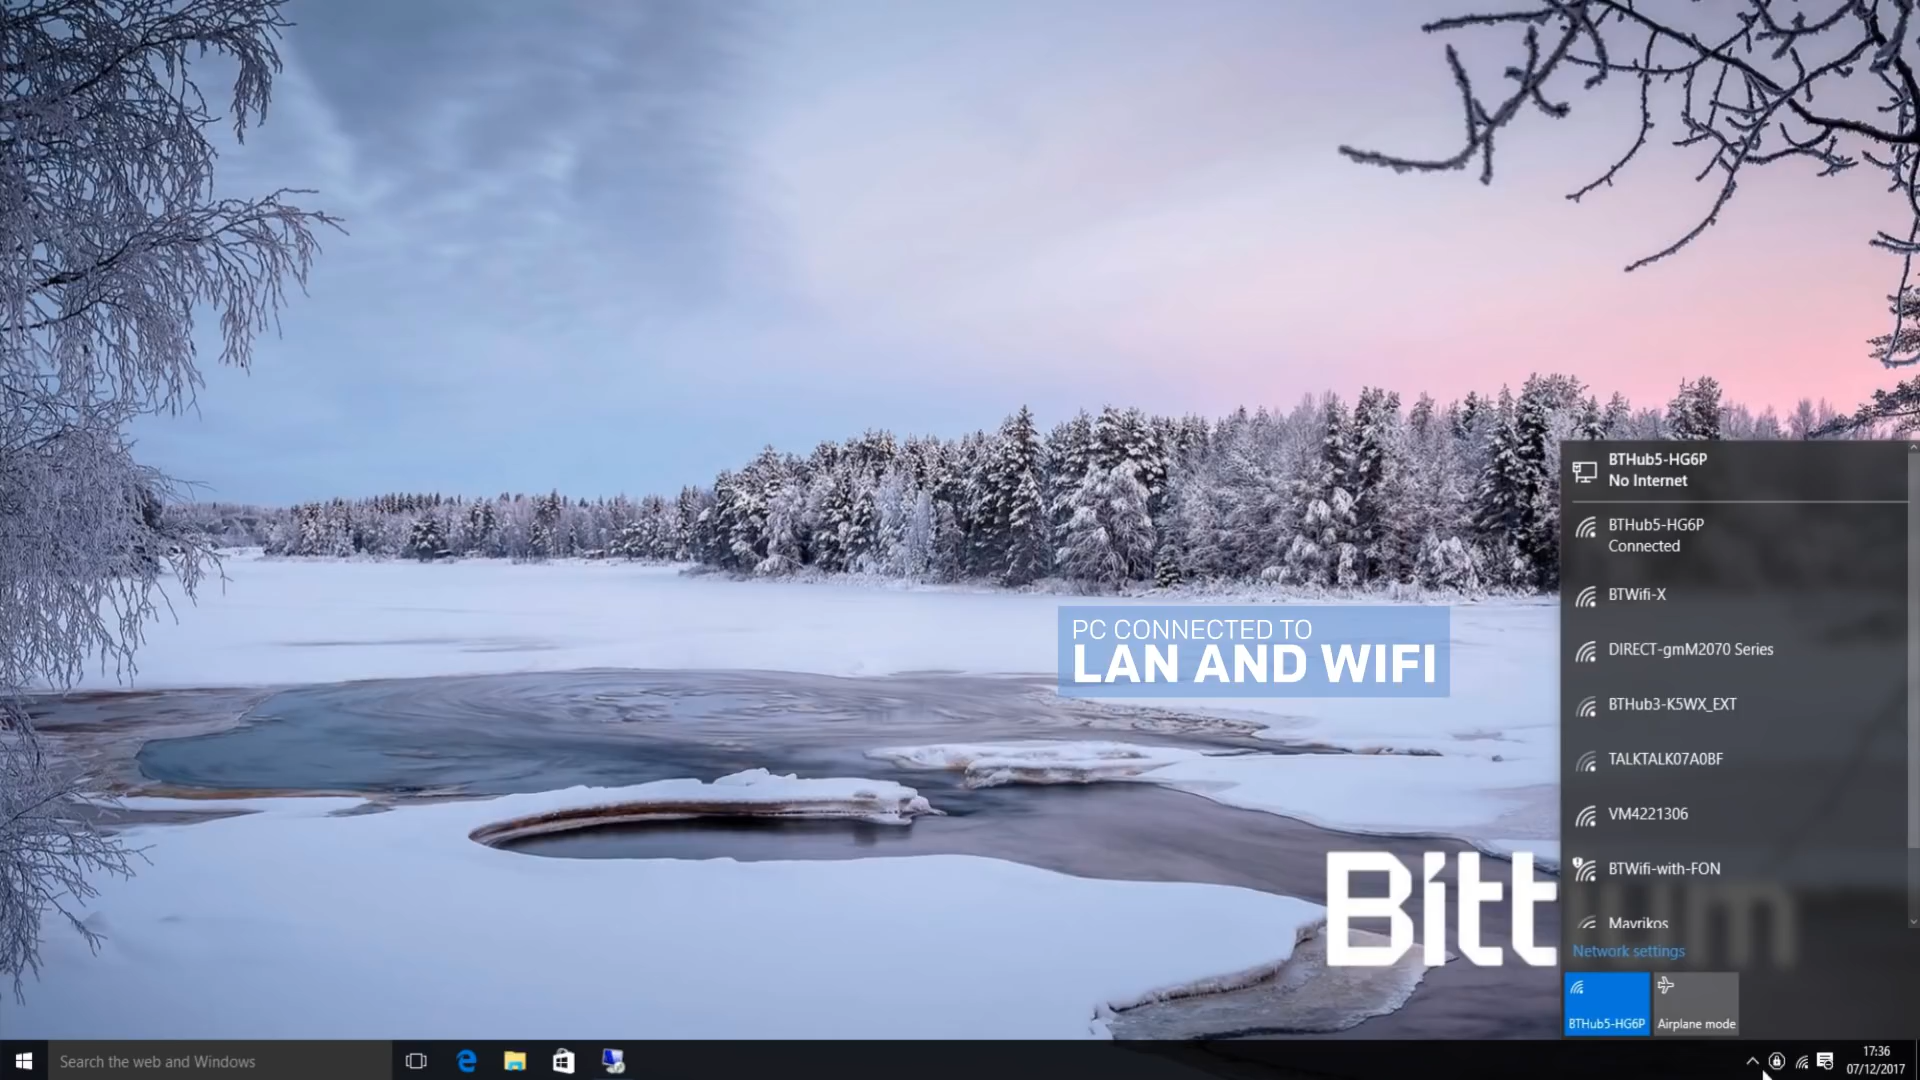 BTHub5-HG6P
No Internet
BTHub5-HG6P
Connected
BTWifi-X
DIRECT-gmM2070 Series
BTHub3-K5WX_EXT
TALKTALK07A0BF
VM4221306
BTWifi-with-FON
Mavrikos
Network settings
BTHub5-HG6P
Airplane mode
PC CONNECTED TO
LAN AND WIFI
Bittium
Search the web and Windows
17:36
07/12/2017